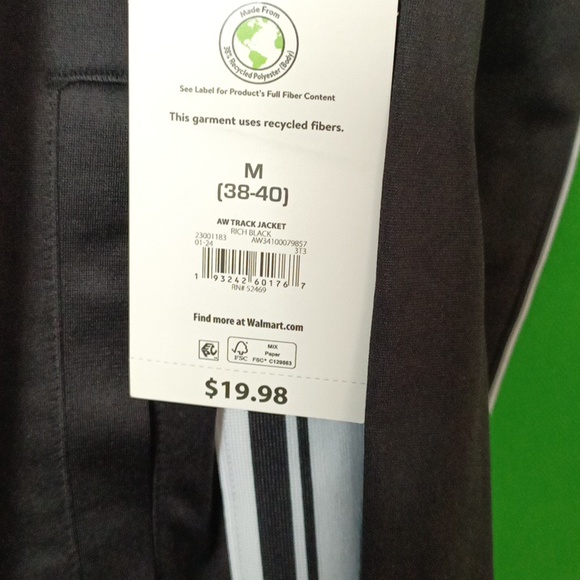 Made From
38% Recycled Polyester (Body)
See Label for Product's Full Fiber Content
This garment uses recycled fibers.
M
(38-40)
AW TRACK JACKET
RICH BLACK
23001183 AW34100079857
01-24 3T3
1 93242 60176 7
RN# 52469
Find more at Walmart.com
FSC
MIX
Paper
FSC® C129983
$19.98